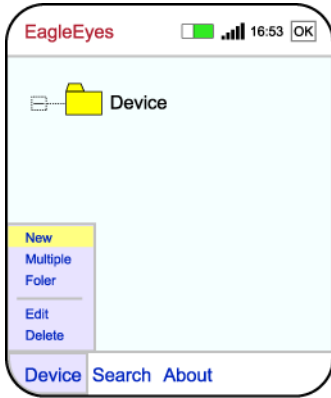 EagleEyes 16:53 OK
Device
New
Multiple
Foler
Edit
Delete
Device Search About